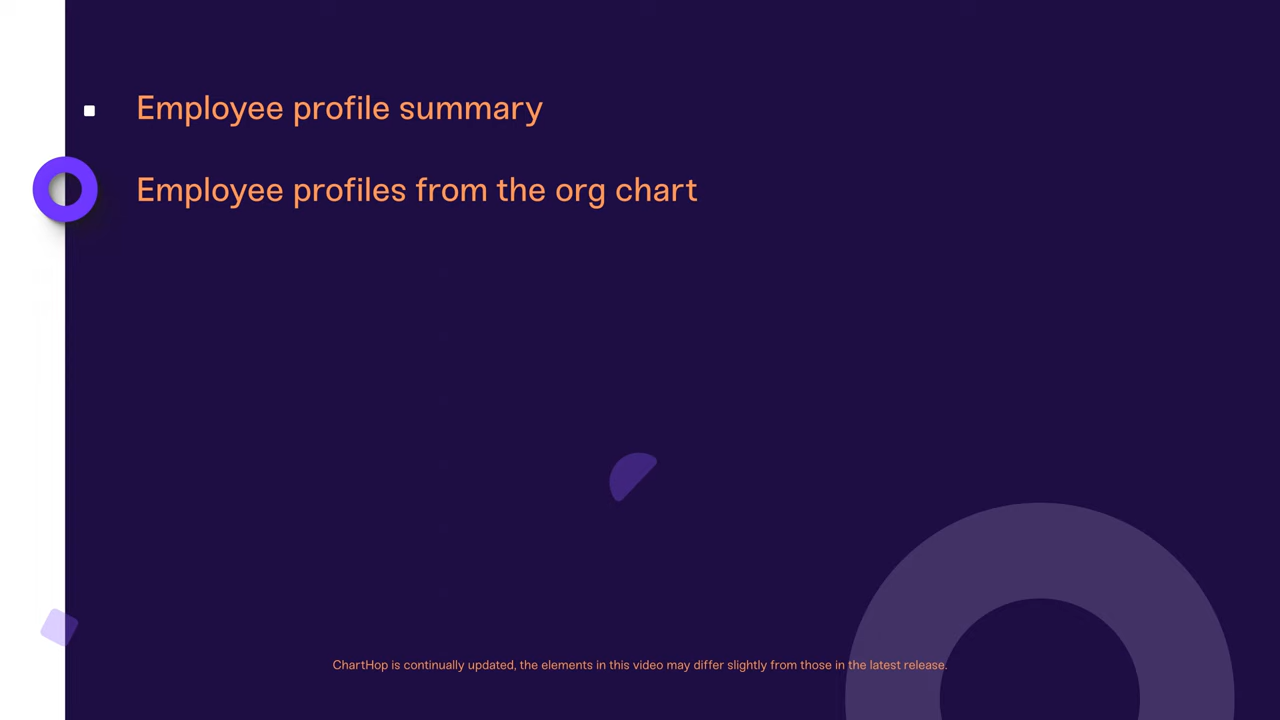 Employee profile summary
Employee profiles from the org chart
ChartHop is continually updated, the elements in this video may differ slightly from those in the latest release.